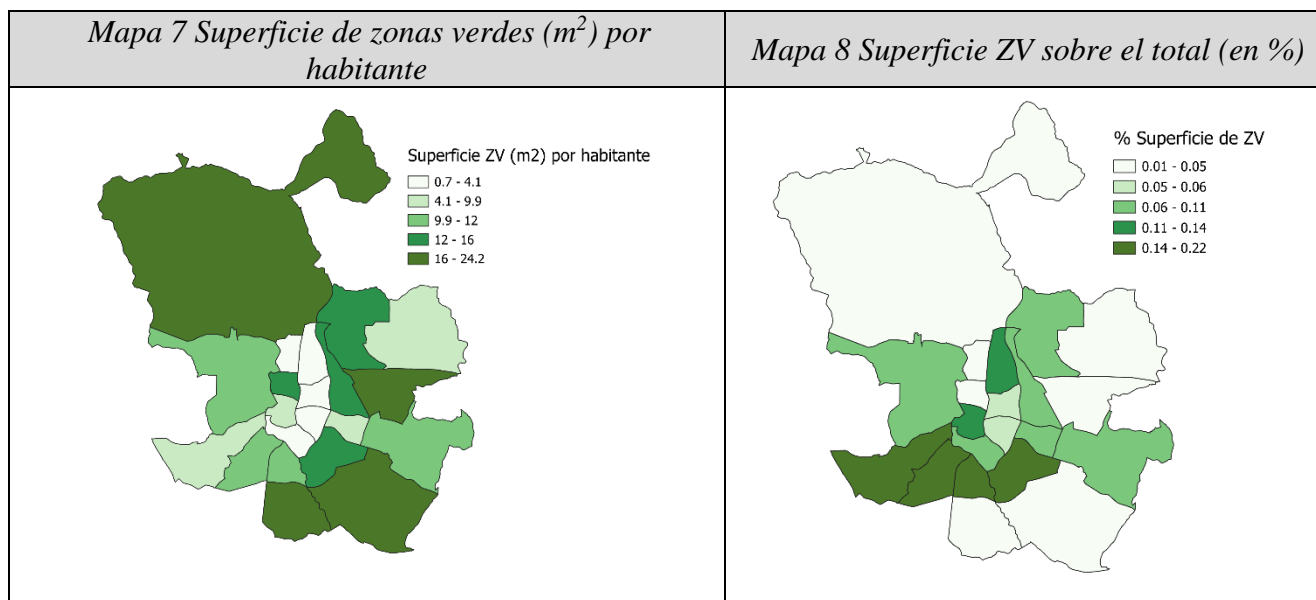 Mapa 7 Superficie de zonas verdes (m²) por
habitante
Mapa 8 Superficie ZV sobre el total (en %)
Superficie ZV (m2) por habitante
0.7 - 4.1
4.1 - 9.9
9.9 - 12
12 - 16
16 - 24.2
% Superficie de ZV
0.01 - 0.05
0.05 - 0.06
0.06 - 0.11
0.11 - 0.14
0.14 - 0.22